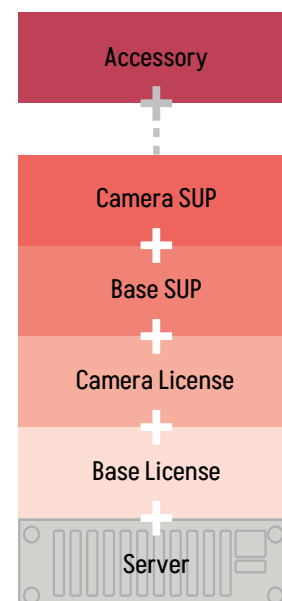 Accessory
Camera SUP
Base SUP
Camera License
Base License
Server